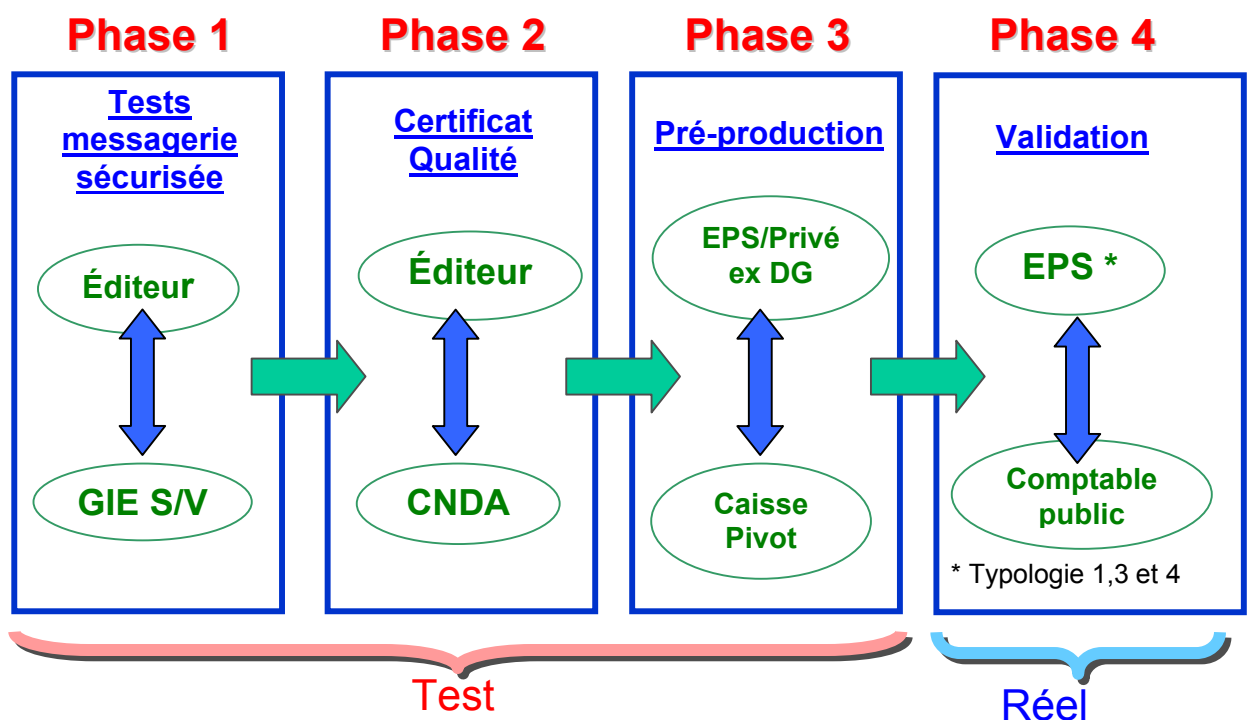 Phase 1
Phase 2
Phase 3
Phase 4
Tests
messagerie
sécurisée
Éditeur
GIE S/V
Certificat
Qualité
Éditeur
CNDA
Pré-production
EPS/Privé
ex DG
Caisse
Pivot
Validation
EPS *
Comptable
public
* Typologie 1,3 et 4
Test
Réel